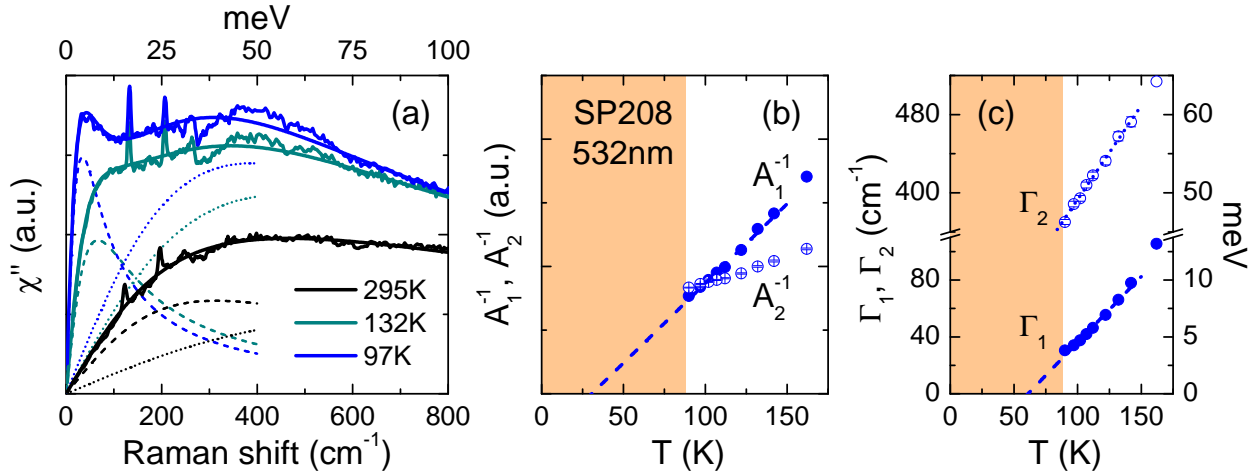 meV
0 25 50 75 100
(a)
χ'' (a.u.)
295K
132K
97K
0 200 400 600 800
Raman shift (cm⁻¹)
SP208
532nm
(b)
A₁⁻¹, A₂⁻¹ (a.u.)
A₁⁻¹
A₂⁻¹
0 50 100 150
T (K)
(c)
Γ₁, Γ₂ (cm⁻¹)
480
400
80
40
0
Γ₂
Γ₁
60
50
10
5
0
meV
0 50 100 150
T (K)